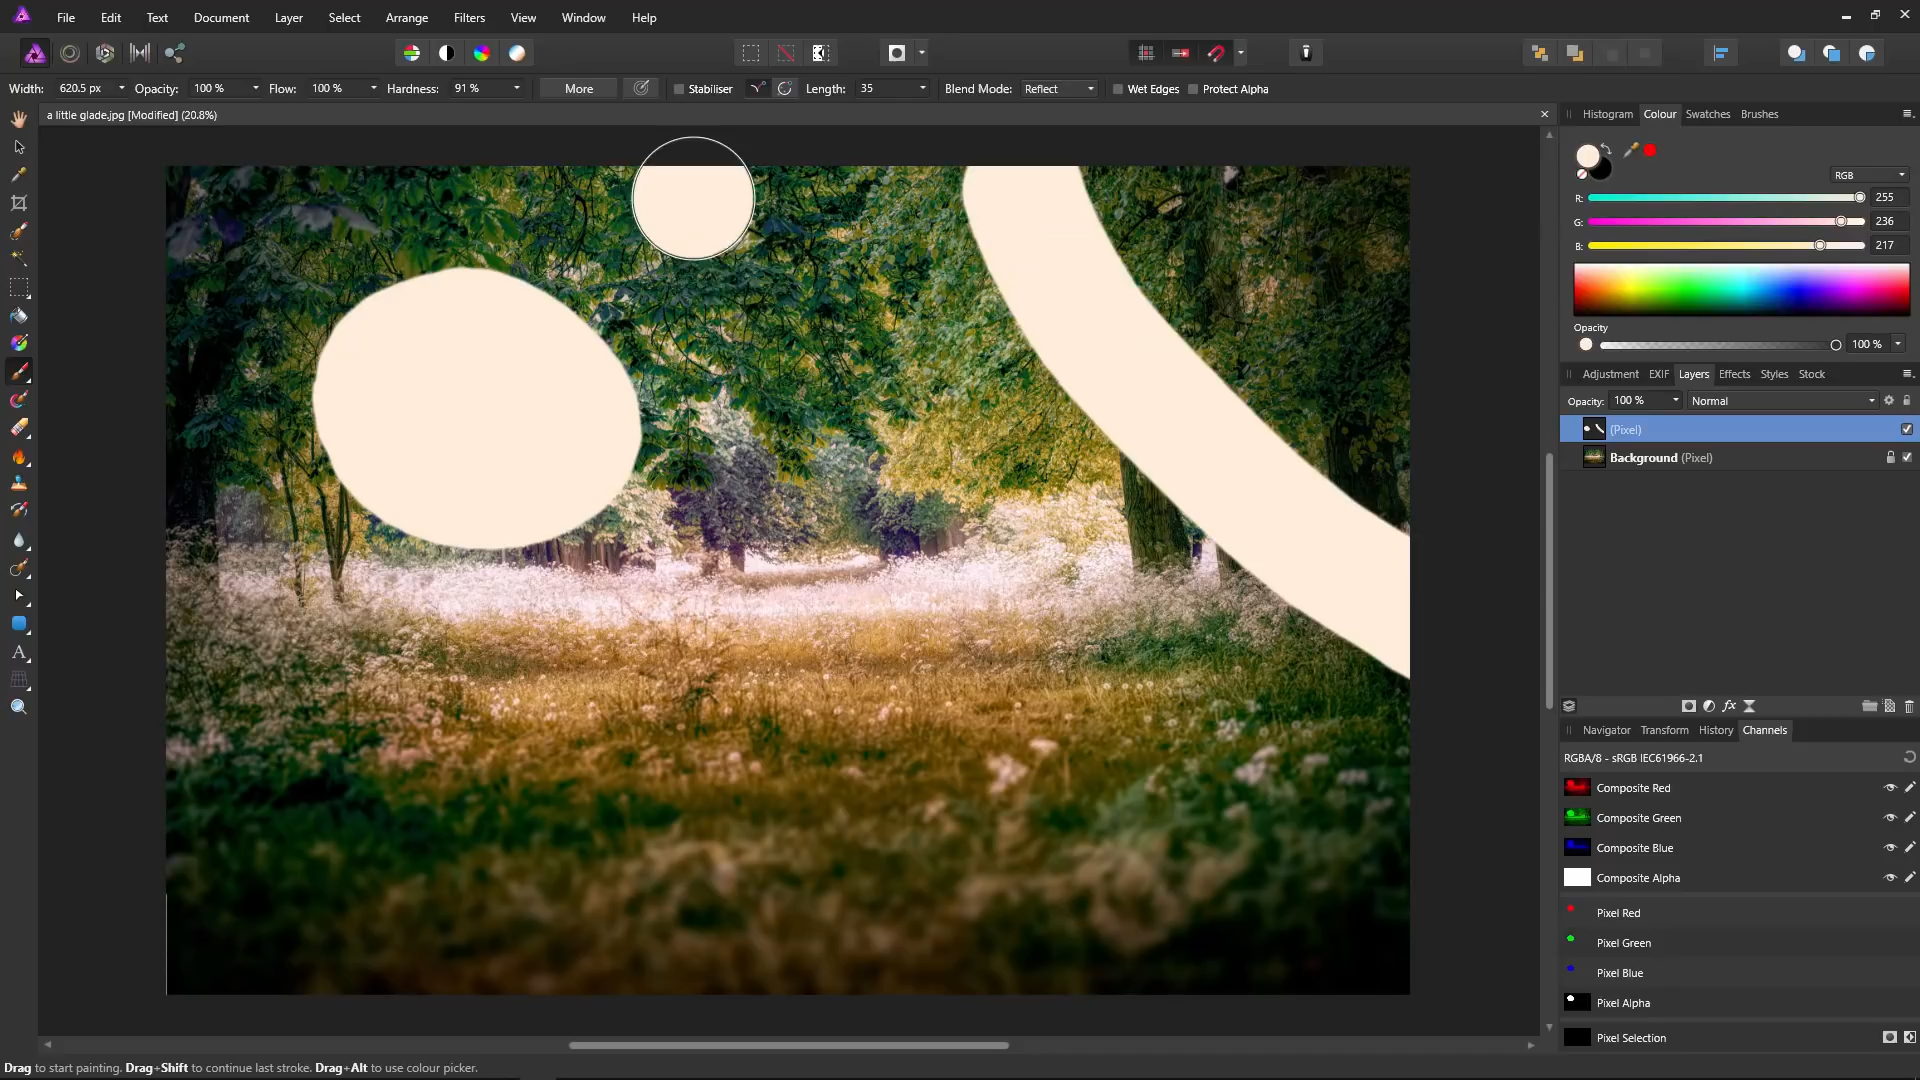 File Edit Text Document Layer Select Arrange Filters View Window Help
Width: 620.5 px Opacity: 100 % Flow: 100 % Hardness: 91 % More Stabiliser Length: 35 Blend Mode: Reflect Wet Edges Protect Alpha
a little glade.jpg [Modified] (20.8%)
Histogram Colour Swatches Brushes
RGB
R: 255
G: 236
B: 217
Opacity
100 %
Adjustment EXIF Layers Effects Styles Stock
Opacity: 100 % Normal
(Pixel)
Background (Pixel)
fx
Navigator Transform History Channels
RGBA/8 - sRGB IEC61966-2.1
Composite Red
Composite Green
Composite Blue
Composite Alpha
Pixel Red
Pixel Green
Pixel Blue
Pixel Alpha
Pixel Selection
A
Drag to start painting. Drag+Shift to continue last stroke. Drag+Alt to use colour picker.